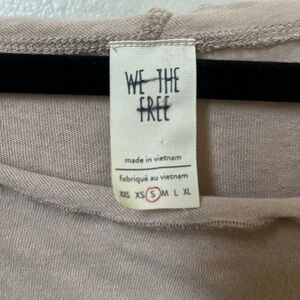 WE THE
FREE
made in vietnam
fabriqué au vietnam
XXS XS S M L XL